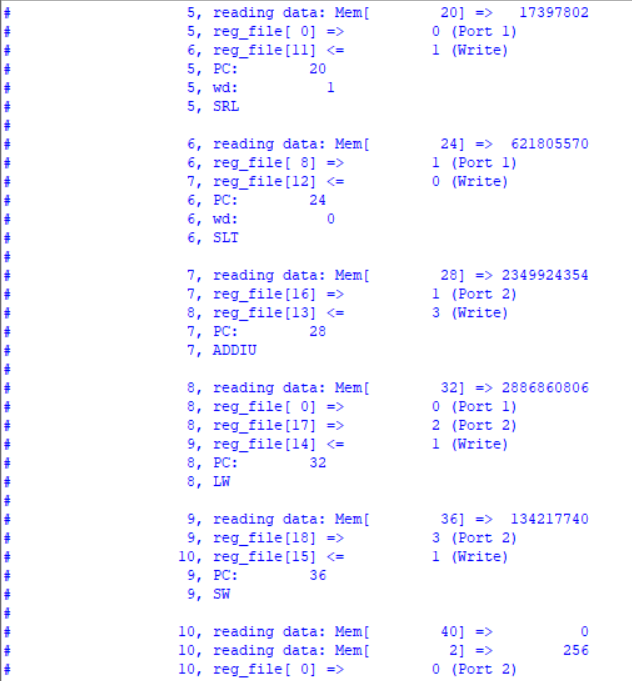 # 5, reading data: Mem[ 20] => 17397802
# 5, reg_file[ 0] => 0 (Port 1)
# 6, reg_file[11] <= 1 (Write)
# 5, PC: 20
# 5, wd: 1
# 5, SRL
#
# 6, reading data: Mem[ 24] => 621805570
# 6, reg_file[ 8] => 1 (Port 1)
# 7, reg_file[12] <= 0 (Write)
# 6, PC: 24
# 6, wd: 0
# 6, SLT
#
# 7, reading data: Mem[ 28] => 2349924354
# 7, reg_file[16] => 1 (Port 2)
# 8, reg_file[13] <= 3 (Write)
# 7, PC: 28
# 7, ADDIU
#
# 8, reading data: Mem[ 32] => 2886860806
# 8, reg_file[ 0] => 0 (Port 1)
# 8, reg_file[17] => 2 (Port 2)
# 9, reg_file[14] <= 1 (Write)
# 8, PC: 32
# 8, LW
#
# 9, reading data: Mem[ 36] => 134217740
# 9, reg_file[18] => 3 (Port 2)
# 10, reg_file[15] <= 1 (Write)
# 9, PC: 36
# 9, SW
#
# 10, reading data: Mem[ 40] => 0
# 10, reading data: Mem[ 2] => 256
# 10, reg_file[ 0] => 0 (Port 2)